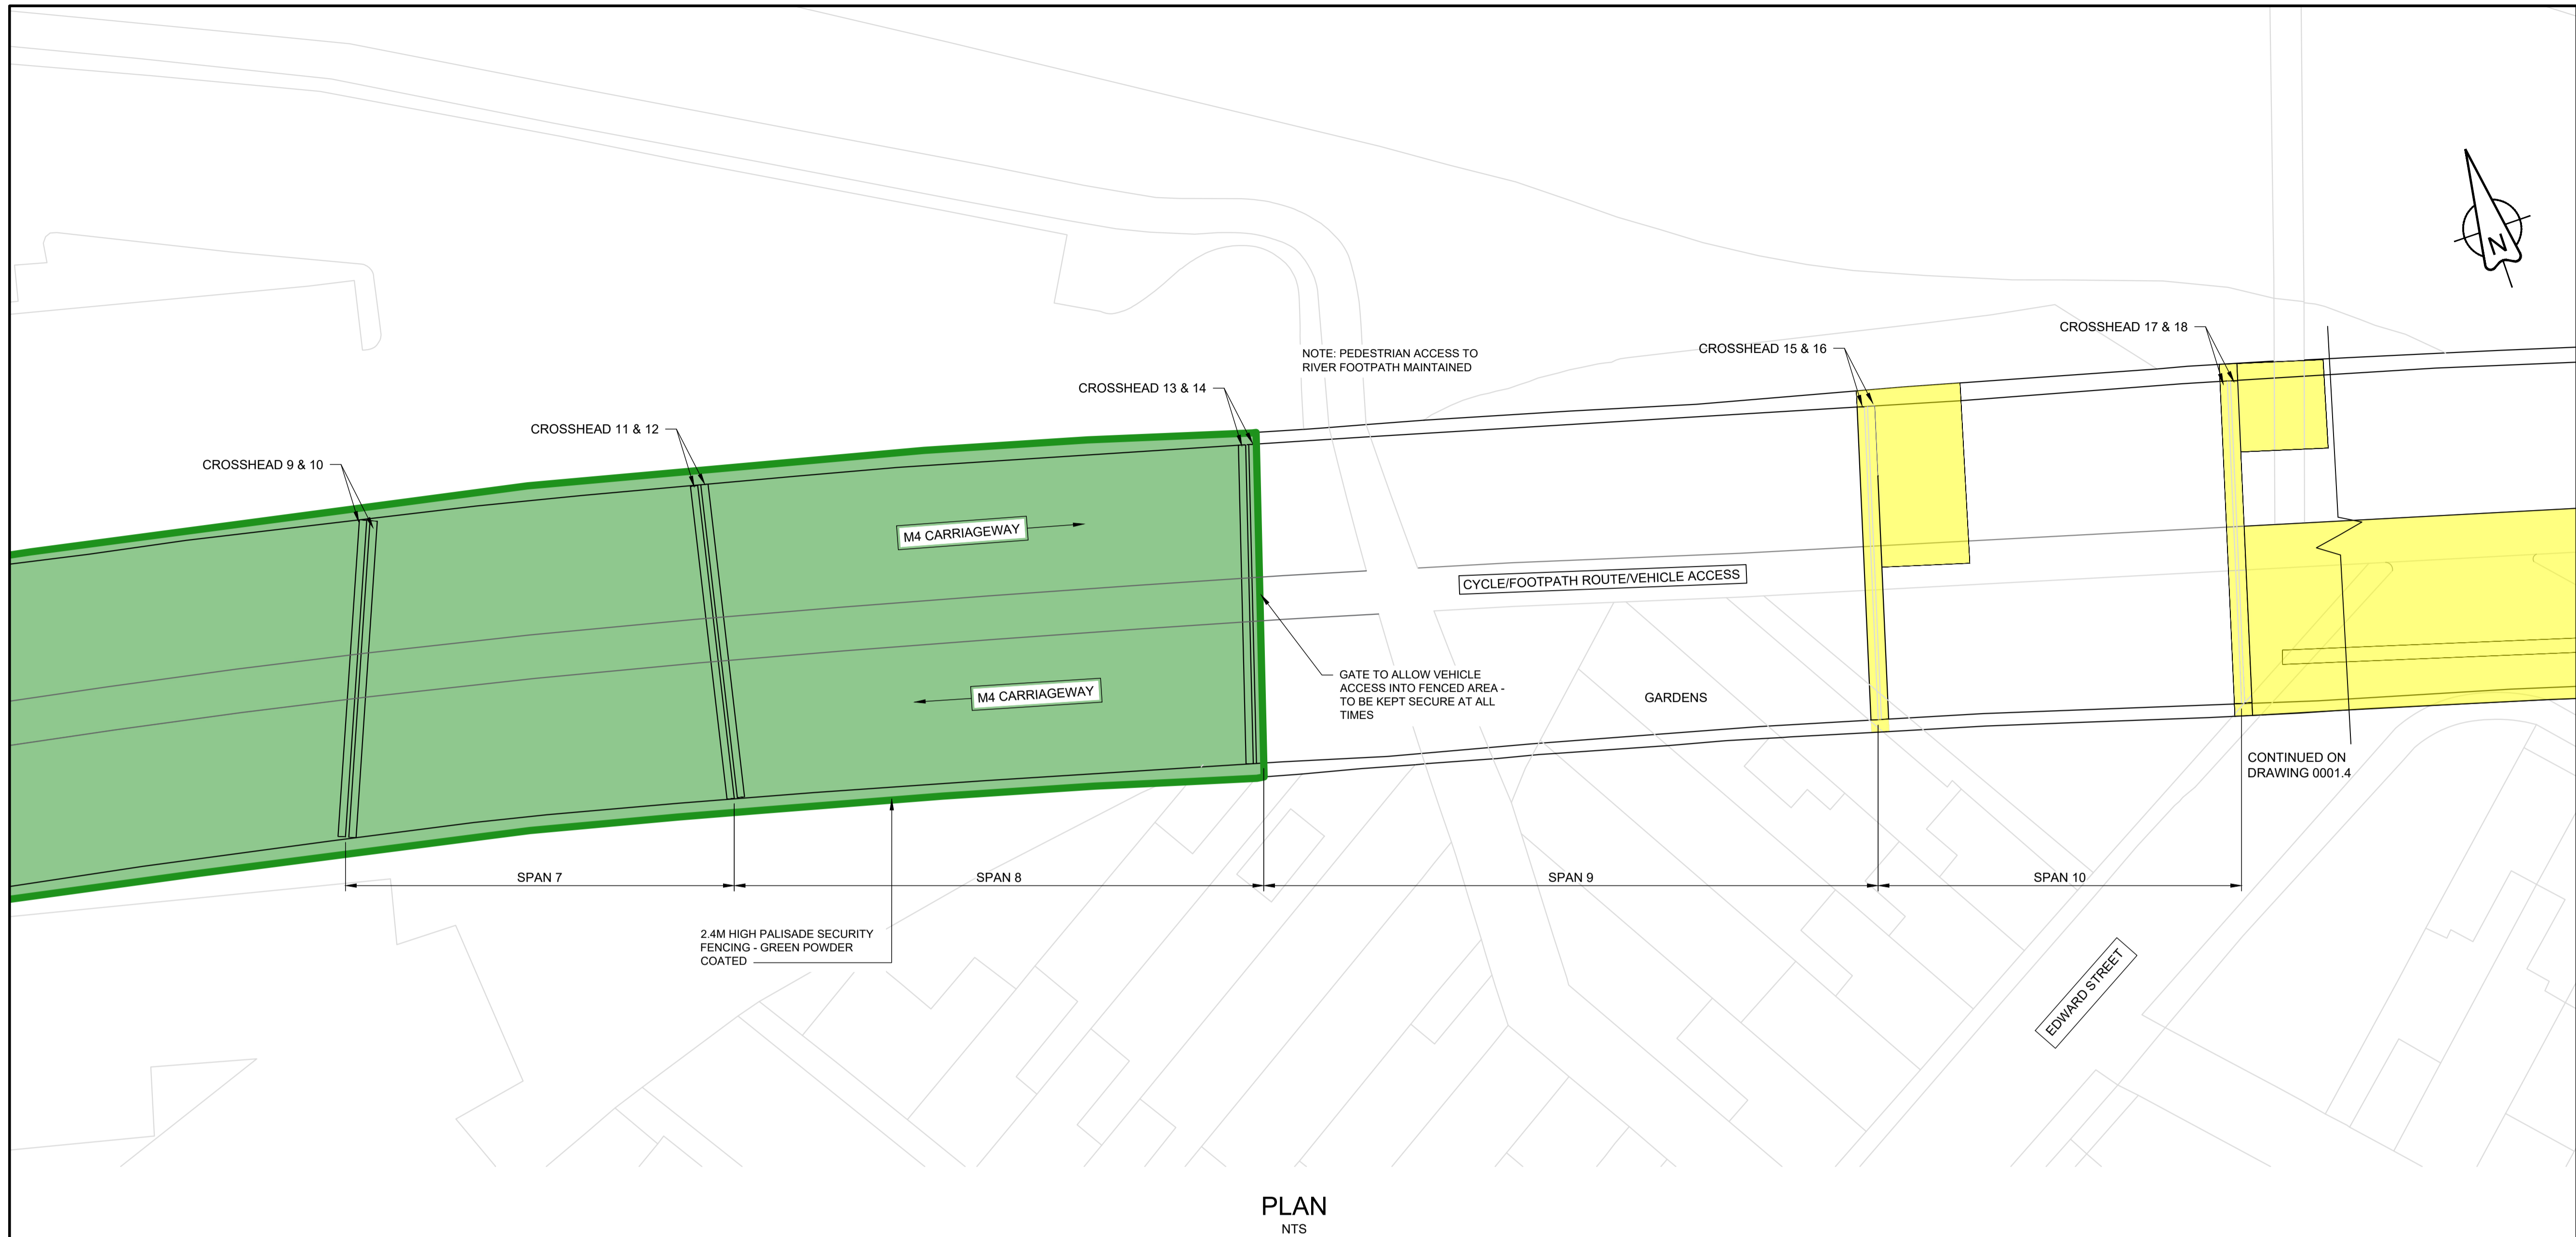 N
CROSSHEAD 17 & 18
NOTE: PEDESTRIAN ACCESS TO
RIVER FOOTPATH MAINTAINED
CROSSHEAD 15 & 16
CROSSHEAD 13 & 14
CROSSHEAD 11 & 12
CROSSHEAD 9 & 10
M4 CARRIAGEWAY
CYCLE/FOOTPATH ROUTE/VEHICLE ACCESS
M4 CARRIAGEWAY
GATE TO ALLOW VEHICLE
ACCESS INTO FENCED AREA -
TO BE KEPT SECURE AT ALL
TIMES
GARDENS
CONTINUED ON
DRAWING 0001.4
SPAN 7
SPAN 8
SPAN 9
SPAN 10
2.4M HIGH PALISADE SECURITY
FENCING - GREEN POWDER
COATED
EDWARD STREET
PLAN
NTS